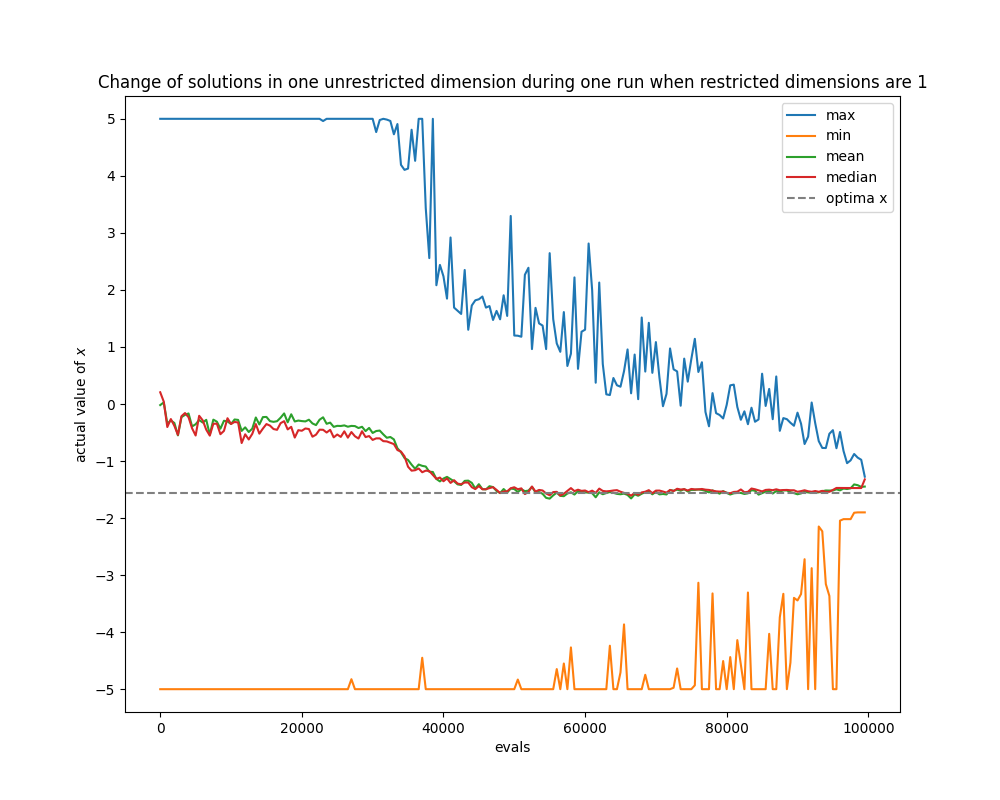 Change of solutions in one unrestricted dimension during one run when restricted dimensions are 1
max
min
mean
median
optima x
actual value of x
5
4
3
2
1
0
−1
−2
−3
−4
−5
0 20000 40000 60000 80000 100000
evals